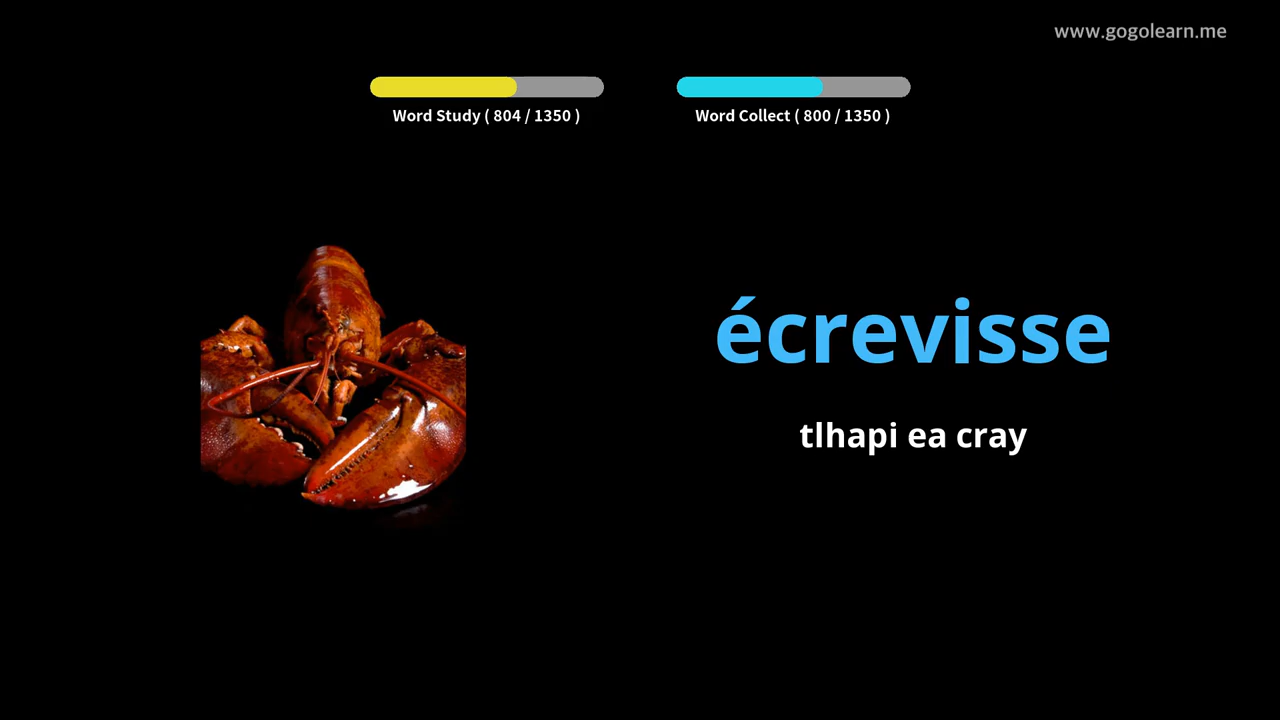 www.gogolearn.me
Word Study ( 804 / 1350 )
Word Collect ( 800 / 1350 )
écrevisse
tlhapi ea cray